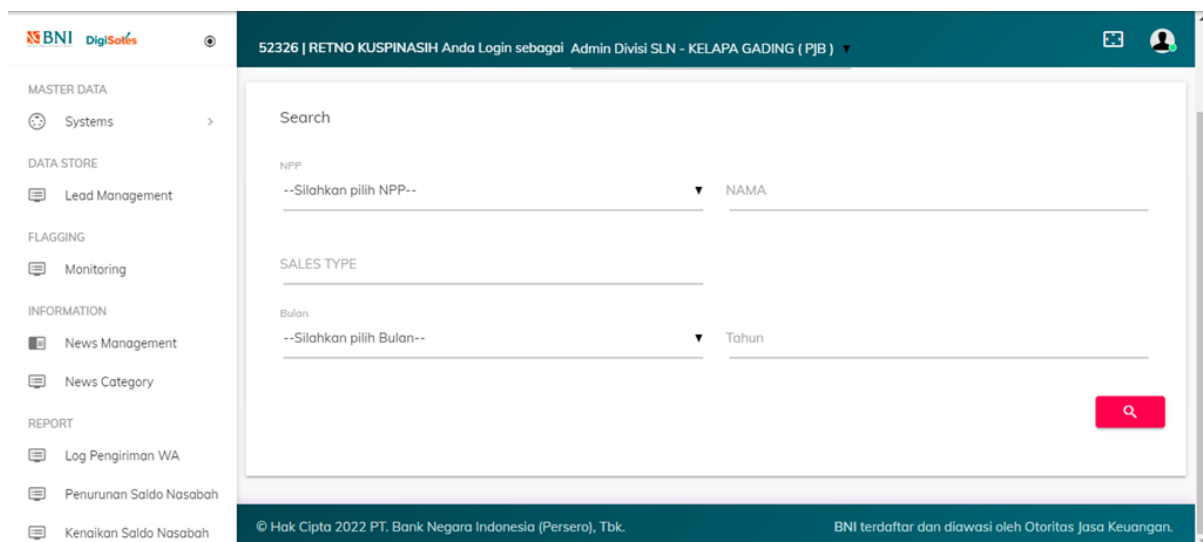 BNI DigiSales
52326 | RETNO KUSPINASIH Anda Login sebagai Admin Divisi SLN - KELAPA GADING ( PJB )
MASTER DATA
Systems
DATA STORE
Lead Management
FLAGGING
Monitoring
INFORMATION
News Management
News Category
REPORT
Log Pengiriman WA
Penurunan Saldo Nasabah
Kenaikan Saldo Nasabah
Search
NPP
--Silahkan pilih NPP--
NAMA
SALES TYPE
Bulan
--Silahkan pilih Bulan--
Tahun
© Hak Cipta 2022 PT. Bank Negara Indonesia (Persero), Tbk.
BNI terdaftar dan diawasi oleh Otoritas Jasa Keuangan.